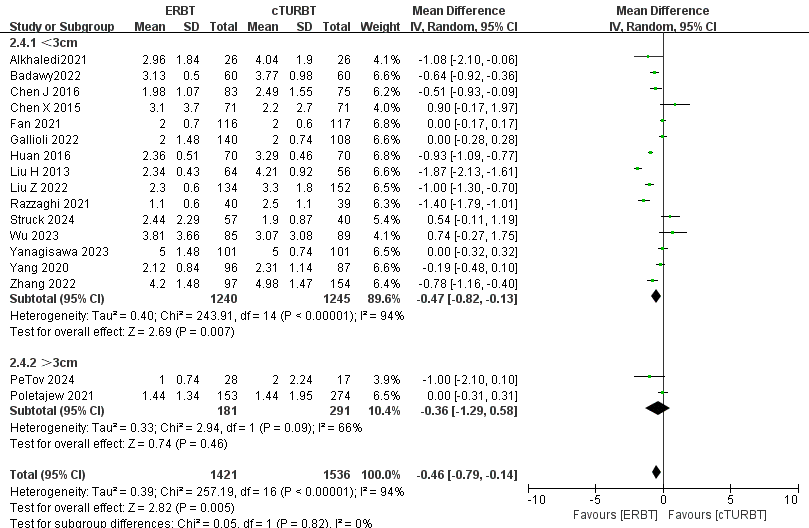 ERBT cTURBT Mean Difference Mean Difference
Study or Subgroup Mean SD Total Mean SD Total Weight IV, Random, 95% CI IV, Random, 95% CI
2.4.1 <3cm
Alkhaledi2021 2.96 1.84 26 4.04 1.9 26 4.1% -1.08 [-2.10, -0.06]
Badawy2022 3.13 0.5 60 3.77 0.98 60 6.6% -0.64 [-0.92, -0.36]
Chen J 2016 1.98 1.07 83 2.49 1.55 75 6.2% -0.51 [-0.93, -0.09]
Chen X 2015 3.1 3.7 71 2.2 2.7 71 4.0% 0.90 [-0.17, 1.97]
Fan 2021 2 0.7 116 2 0.6 117 6.8% 0.00 [-0.17, 0.17]
Gallioli 2022 2 1.48 140 2 0.74 108 6.6% 0.00 [-0.28, 0.28]
Huan 2016 2.36 0.51 70 3.29 0.46 70 6.8% -0.93 [-1.09, -0.77]
Liu H 2013 2.34 0.43 64 4.21 0.92 56 6.6% -1.87 [-2.13, -1.61]
Liu Z 2022 2.3 0.6 134 3.3 1.8 152 6.5% -1.00 [-1.30, -0.70]
Razzaghi 2021 1.1 0.6 40 2.5 1.1 39 6.3% -1.40 [-1.79, -1.01]
Struck 2024 2.44 2.29 57 1.9 0.87 40 5.6% 0.54 [-0.11, 1.19]
Wu 2023 3.81 3.66 85 3.07 3.08 89 4.2% 0.74 [-0.27, 1.75]
Yanagisawa 2023 5 1.48 101 5 0.74 101 6.5% 0.00 [-0.32, 0.32]
Yang 2020 2.12 0.84 96 2.31 1.14 87 6.6% -0.19 [-0.48, 0.10]
Zhang 2022 4.2 1.48 97 4.98 1.47 154 6.3% -0.78 [-1.16, -0.40]
Subtotal (95% CI) 1240 1245 89.6% -0.47 [-0.82, -0.13]
Heterogeneity: Tau² = 0.40; Chi² = 243.91, df = 14 (P < 0.00001); I² = 94%
Test for overall effect: Z = 2.69 (P = 0.007)
2.4.2 >3cm
PeTov 2024 1 0.74 28 2 2.24 17 3.9% -1.00 [-2.10, 0.10]
Poletajew 2021 1.44 1.34 153 1.44 1.95 274 6.5% 0.00 [-0.31, 0.31]
Subtotal (95% CI) 181 291 10.4% -0.36 [-1.29, 0.58]
Heterogeneity: Tau² = 0.33; Chi² = 2.94, df = 1 (P = 0.09); I² = 66%
Test for overall effect: Z = 0.74 (P = 0.46)
Total (95% CI) 1421 1536 100.0% -0.46 [-0.79, -0.14]
Heterogeneity: Tau² = 0.39; Chi² = 257.19, df = 16 (P < 0.00001); I² = 94%
Test for overall effect: Z = 2.82 (P = 0.005)
Test for subgroup differences: Chi² = 0.05, df = 1 (P = 0.82), I² = 0%
-10 -5 0 5 10
Favours [ERBT] Favours [cTURBT]